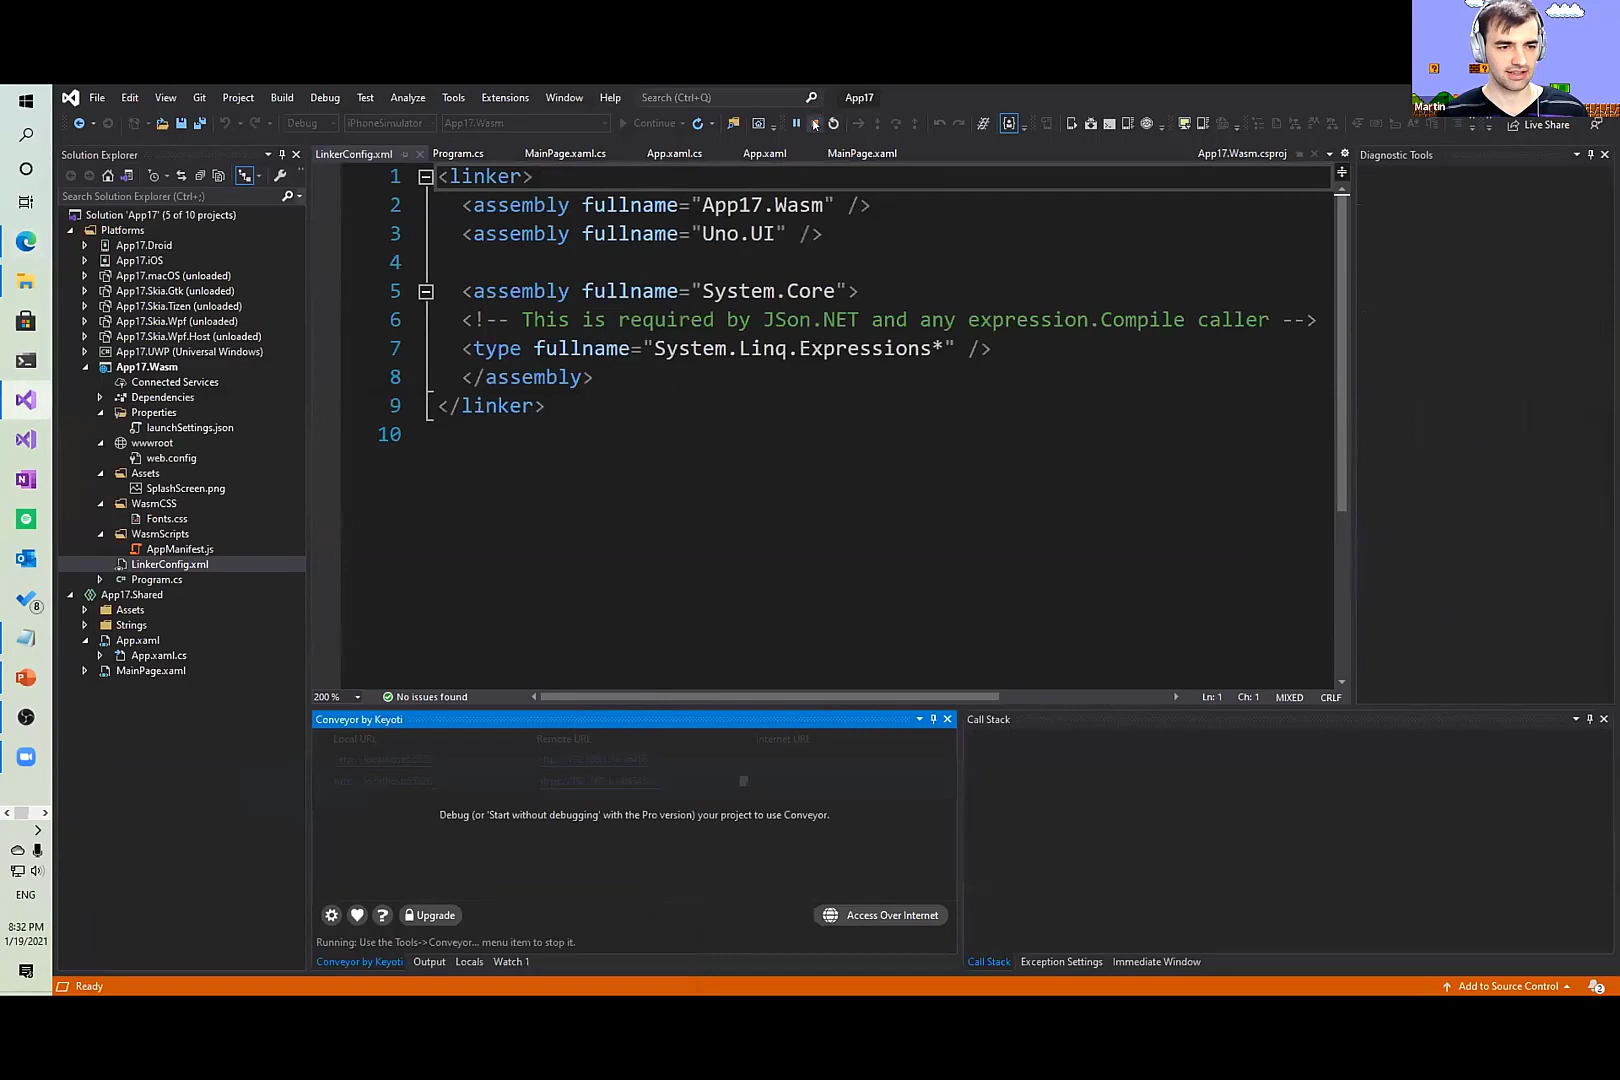 Martin
File Edit View Git Project Build Debug Test Analyze Tools Extensions Window Help Search (Ctrl+Q) App17
Debug iPhoneSimulator App17.Wasm Continue Live Share
Solution Explorer
Search Solution Explorer (Ctrl+;)
Solution 'App17' (5 of 10 projects)
Platforms
App17.Droid
App17.iOS
App17.macOS (unloaded)
App17.Skia.Gtk (unloaded)
App17.Skia.Tizen (unloaded)
App17.Skia.Wpf (unloaded)
App17.Skia.Wpf.Host (unloaded)
App17.UWP (Universal Windows)
App17.Wasm
Connected Services
Dependencies
Properties
launchSettings.json
wwwroot
web.config
Assets
SplashScreen.png
WasmCSS
Fonts.css
WasmScripts
AppManifest.js
LinkerConfig.xml
Program.cs
App17.Shared
Assets
Strings
App.xaml
App.xaml.cs
MainPage.xaml
LinkerConfig.xml Program.cs MainPage.xaml.cs App.xaml.cs App.xaml MainPage.xaml App17.Wasm.csproj
1 <linker>
2 <assembly fullname="App17.Wasm" />
3 <assembly fullname="Uno.UI" />
4
5 <assembly fullname="System.Core">
6 <!-- This is required by JSon.NET and any expression.Compile caller -->
7 <type fullname="System.Linq.Expressions*" />
8 </assembly>
9 </linker>
10
200 % No issues found Ln: 1 Ch: 1 MIXED CRLF
Diagnostic Tools
Conveyor by Keyoti
Local URL Remote URL Internet URL
Debug (or 'Start without debugging' with the Pro version) your project to use Conveyor.
Upgrade Access Over Internet
Running: Use the Tools->Conveyor... menu item to stop it.
Conveyor by Keyoti Output Locals Watch 1
Call Stack
Call Stack Exception Settings Immediate Window
Ready Add to Source Control 2
8
ENG
8:32 PM
1/19/2021